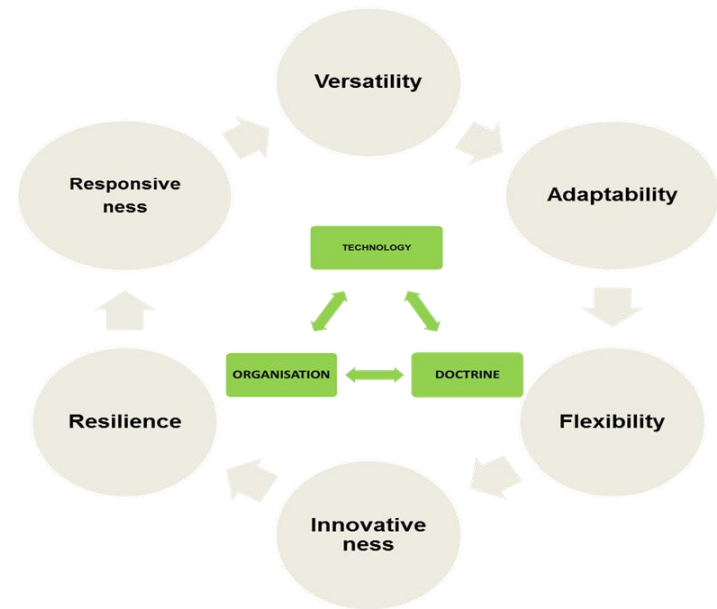 Versatility
Responsive
ness
Adaptability
TECHNOLOGY
ORGANISATION
DOCTRINE
Resilience
Flexibility
Innovative
ness